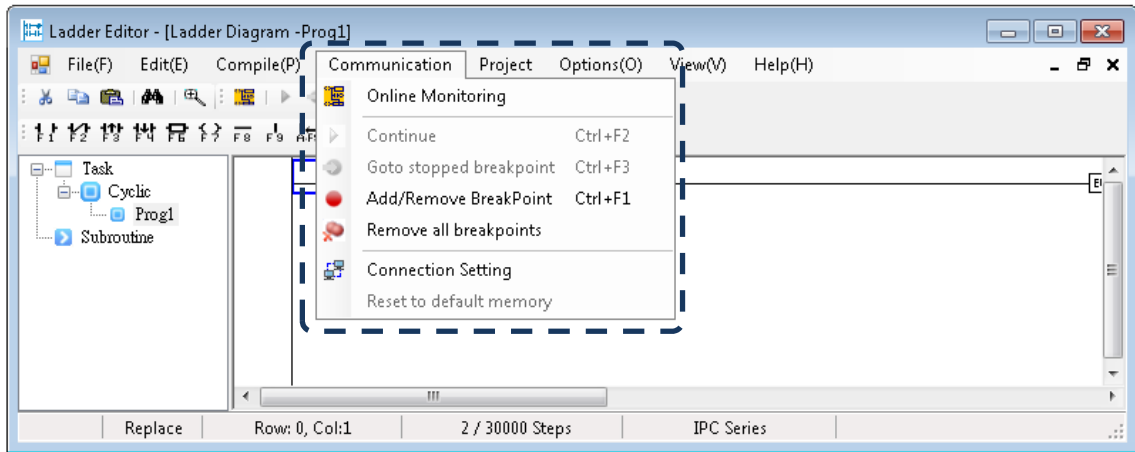 Ladder Editor - [Ladder Diagram -Prog1]
File(F) Edit(E) Compile(P) Communication Project Options(O) View(V) Help(H)
Online Monitoring
F1 F2 F3 F4 F6 F7 F8 F9
Continue Ctrl+F2
Goto stopped breakpoint Ctrl+F3
Add/Remove BreakPoint Ctrl+F1
Remove all breakpoints
Connection Setting
Reset to default memory
Task
Cyclic
Prog1
Subroutine
Replace Row: 0, Col:1 2 / 30000 Steps IPC Series